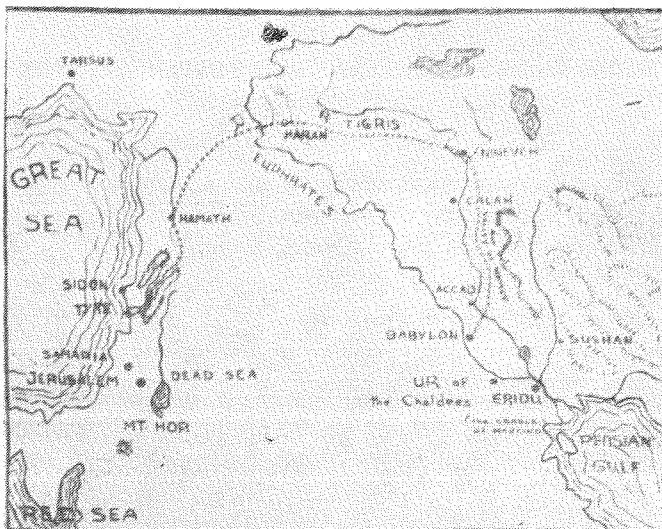 TARSUS
GREAT
SEA
HARAN
TIGRIS
NINEVEH
EUPHRATES
CALAH
HAMATH
SIDON
TYRE
ACCAD
BABYLON
SUSHAN
SAMARIA
JERUSALEM
DEAD SEA
UR of
the Chaldees
ERIDU
MT HOR
PERSIAN
GULF
RED SEA